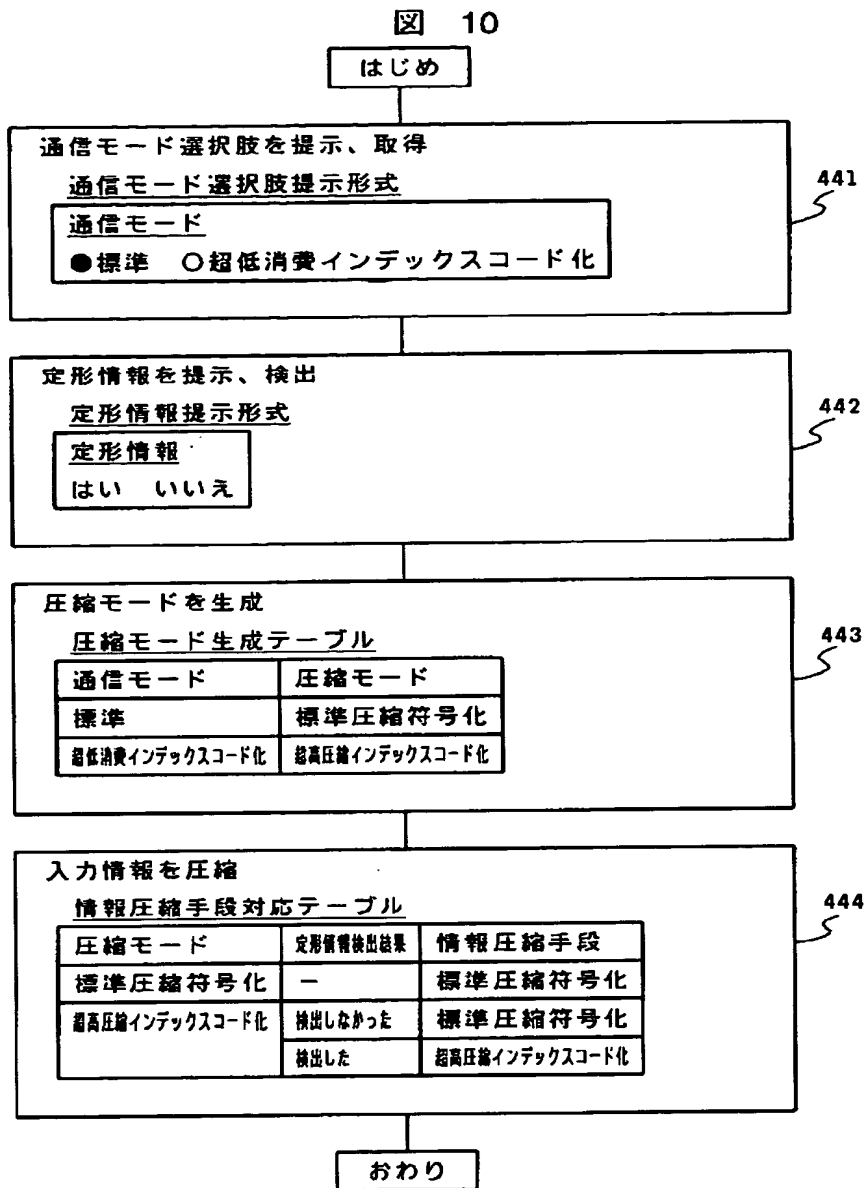 図 10
はじめ
通信モード選択肢を提示、取得
通信モード選択肢提示形式
通信モード
●標準 ○超低消費インデックスコード化
441
定形情報を提示、検出
定形情報提示形式
定形情報
はい いいえ
442
圧縮モードを生成
圧縮モード生成テーブル
通信モード 圧縮モード
標準 標準圧縮符号化
超低消費インデックスコード化 超高圧縮インデックスコード化
443
入力情報を圧縮
情報圧縮手段対応テーブル
圧縮モード 定形情報検出結果 情報圧縮手段
標準圧縮符号化 － 標準圧縮符号化
超高圧縮インデックスコード化 検出しなかった 標準圧縮符号化
検出した 超高圧縮インデックスコード化
444
おわり